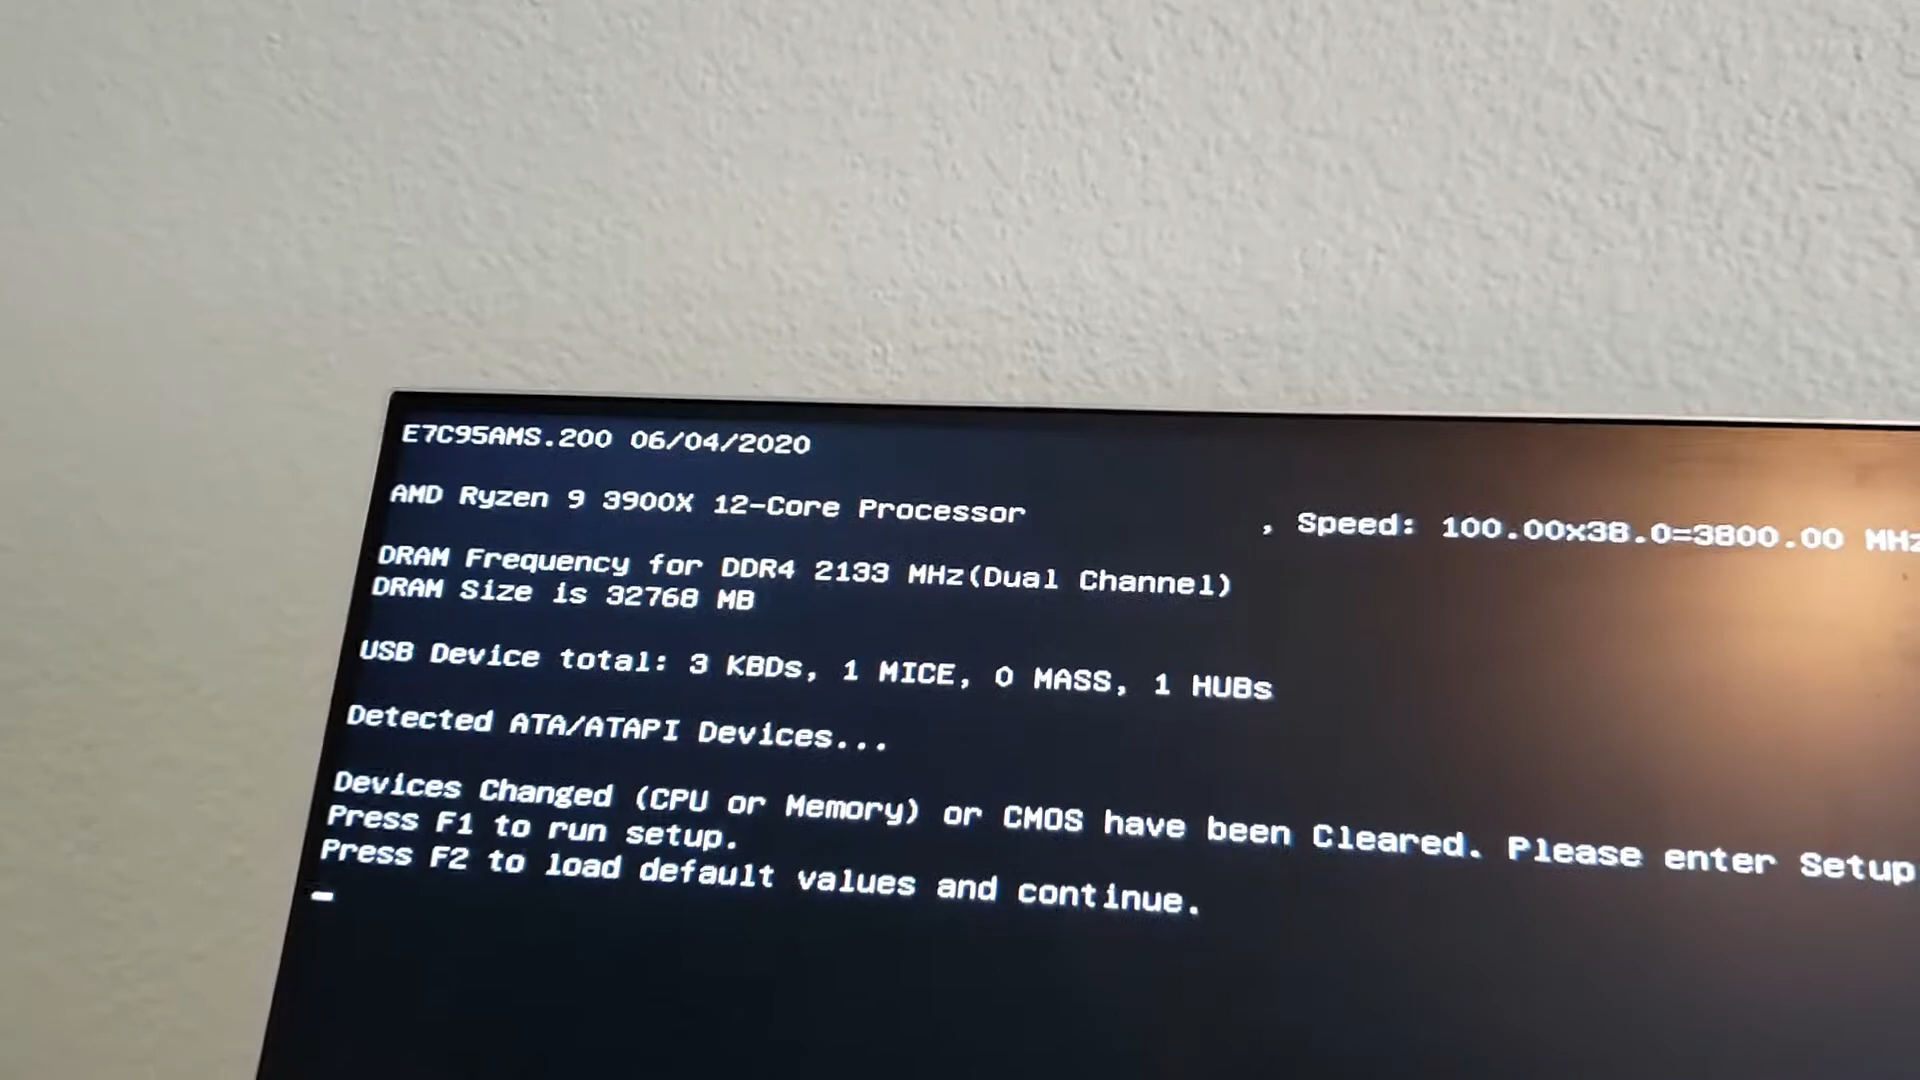 E7C95AMS.200 06/04/2020
AMD Ryzen 9 3900X 12-Core Processor , Speed: 100.00x38.0=3800.00 MHz
DRAM Frequency for DDR4 2133 MHz(Dual Channel)
DRAM Size is 32768 MB
USB Device total: 3 KBDs, 1 MICE, 0 MASS, 1 HUBs
Detected ATA/ATAPI Devices...
Devices Changed (CPU or Memory) or CMOS have been Cleared. Please enter Setup
Press F1 to run setup.
Press F2 to load default values and continue.